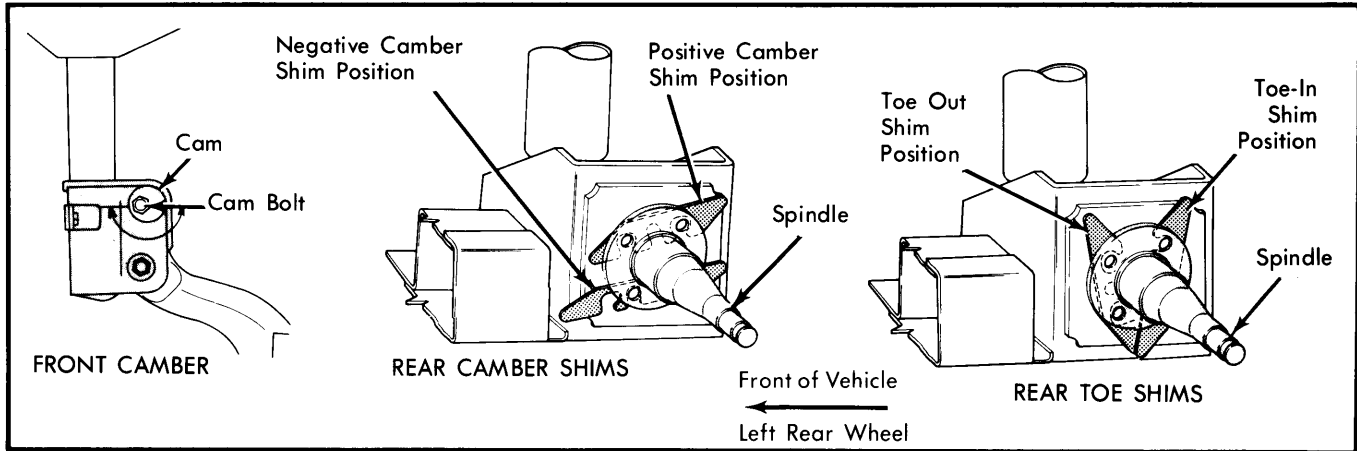 Negative Camber
Shim Position
Positive Camber
Shim Position
Toe Out
Shim
Position
Toe-In
Shim
Position
Cam
Cam Bolt
Spindle
Spindle
FRONT CAMBER
REAR CAMBER SHIMS
Front of Vehicle
Left Rear Wheel
REAR TOE SHIMS